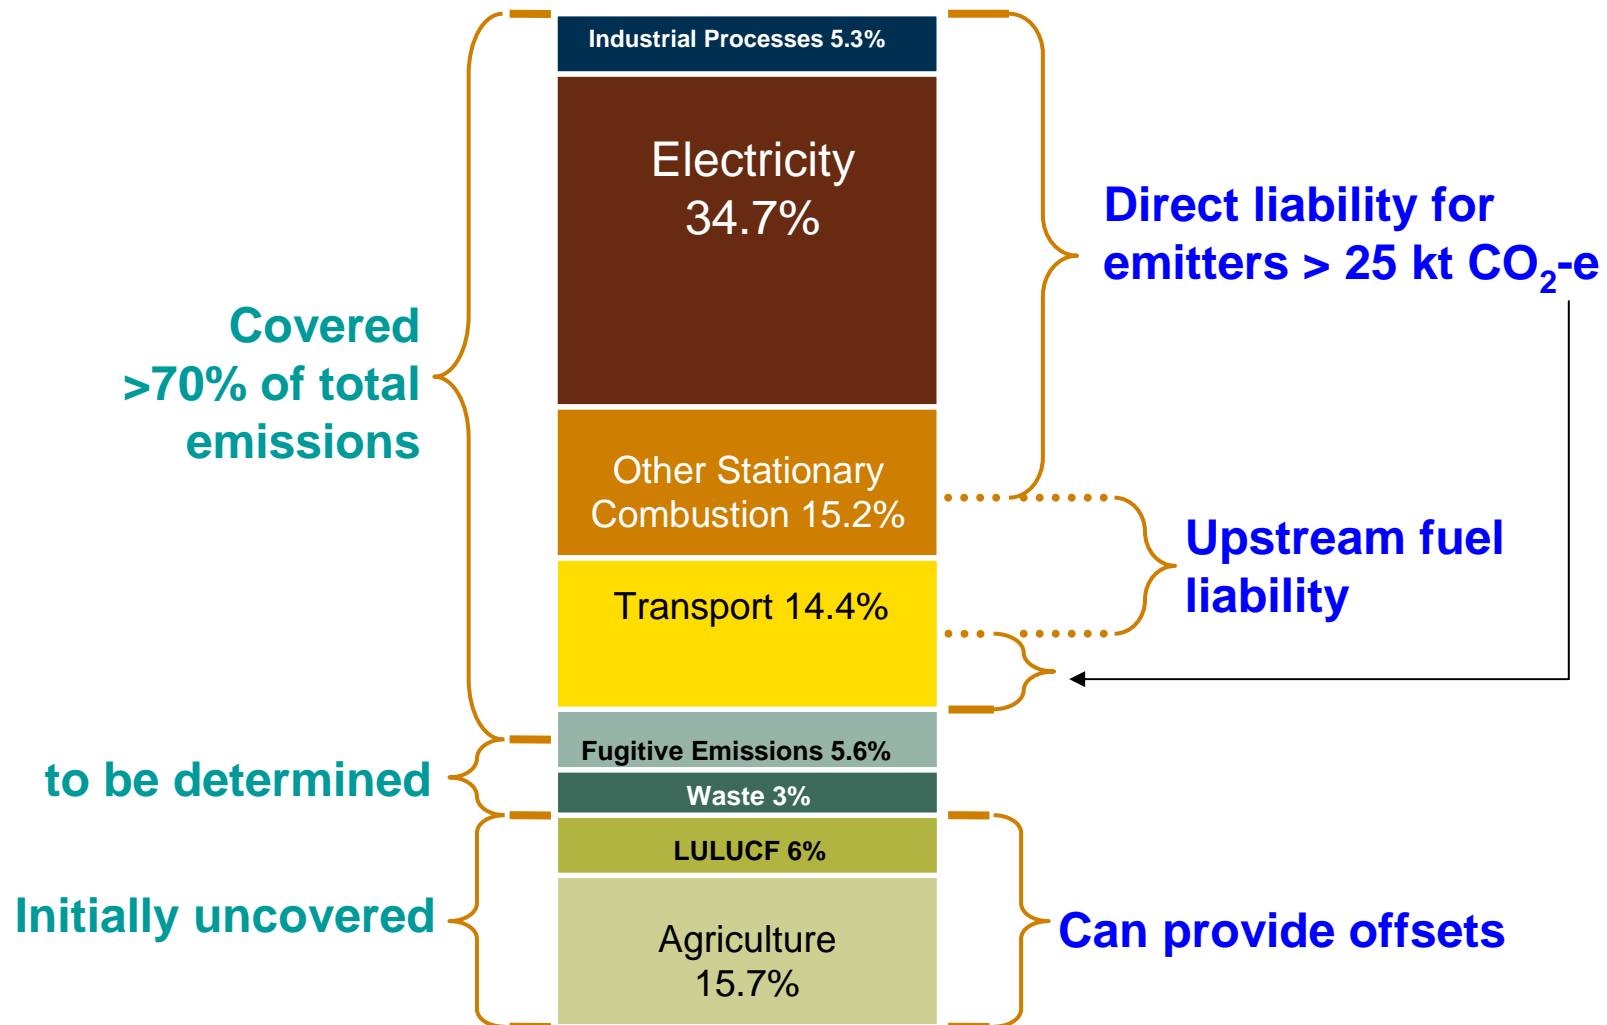 Industrial Processes 5.3%
Electricity
34.7%
Other Stationary
Combustion 15.2%
Transport 14.4%
Fugitive Emissions 5.6%
Waste 3%
LULUCF 6%
Agriculture
15.7%
Covered
>70% of total
emissions
to be determined
Initially uncovered
Direct liability for
emitters > 25 kt CO₂-e
Upstream fuel
liability
Can provide offsets